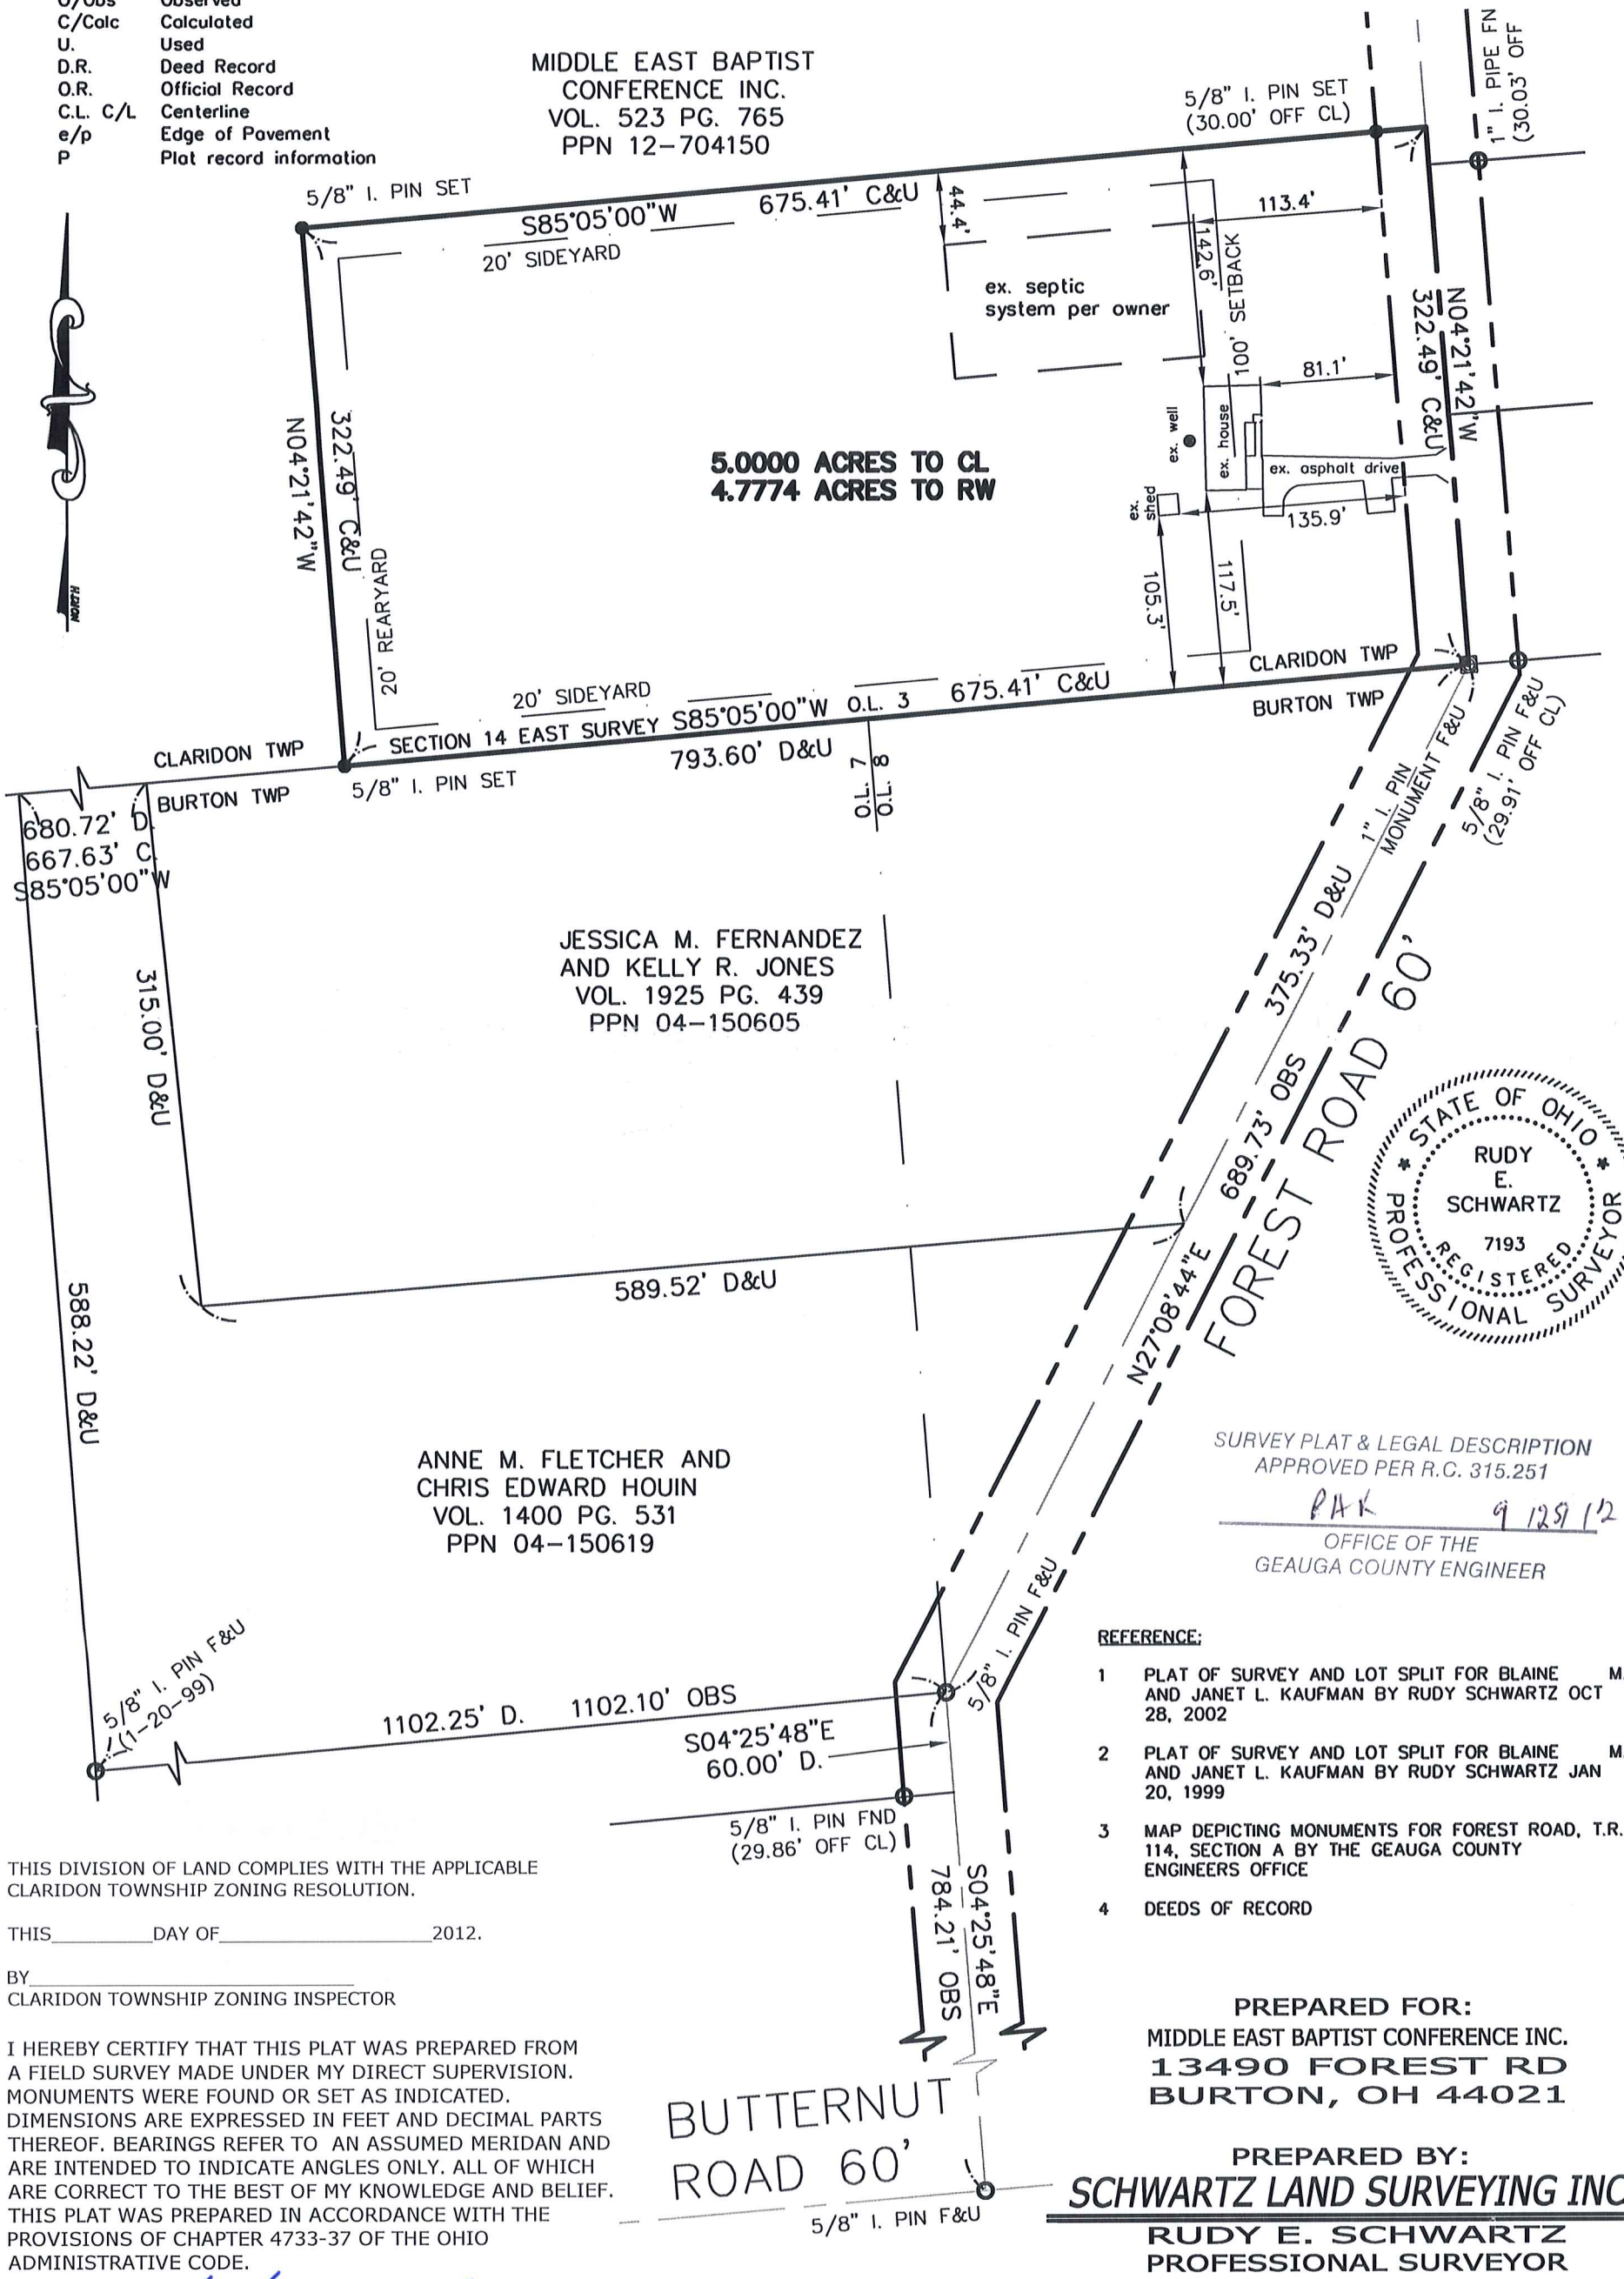 O/Obs Observed
C/Calc Calculated
U. Used
D.R. Deed Record
O.R. Official Record
C.L. C/L Centerline
e/p Edge of Pavement
P Plat record information
MIDDLE EAST BAPTIST
CONFERENCE INC.
VOL. 523 PG. 765
PPN 12-704150
5/8" I. PIN SET
(30.00' OFF CL)
1" I. PIPE FN
(30.03' OFF
5/8" I. PIN SET
S85°05'00"W 675.41' C&U
20' SIDEYARD
44.4'
113.4'
142.6'
100' SETBACK
ex. septic
system per owner
N04°21'42"W
322.49' C&U
81.1'
NORTH
N04°21'42"W
322.49' C&U
20' REARYARD
5.0000 ACRES TO CL
4.7774 ACRES TO RW
ex. well
ex. house
ex. asphalt drive
ex. shed
135.9'
105.3'
117.5'
CLARIDON TWP
BURTON TWP
20' SIDEYARD
SECTION 14 EAST SURVEY S85°05'00"W O.L. 3 675.41' C&U
793.60' D&U
O.L. 7
O.L. 8
CLARIDON TWP
BURTON TWP
5/8" I. PIN SET
1" I. PIN
MONUMENT F&U
5/8" I. PIN F&U
(29.91' OFF CL)
680.72' D.
667.63' C.
S85°05'00"W
315.00' D&U
JESSICA M. FERNANDEZ
AND KELLY R. JONES
VOL. 1925 PG. 439
PPN 04-150605
375.33' D&U
N27°08'44"E 689.73' OBS
FOREST ROAD 60'
STATE OF OHIO
RUDY
E.
SCHWARTZ
7193
REGISTERED
PROFESSIONAL SURVEYOR
589.52' D&U
588.22' D&U
ANNE M. FLETCHER AND
CHRIS EDWARD HOUIN
VOL. 1400 PG. 531
PPN 04-150619
SURVEY PLAT & LEGAL DESCRIPTION
APPROVED PER R.C. 315.251
PAK
OFFICE OF THE
GEAUGA COUNTY ENGINEER
5/8" I. PIN F&U
(1-20-99)
5/8" I. PIN F&U
1102.25' D. 1102.10' OBS
S04°25'48"E
60.00' D.
5/8" I. PIN FND
(29.86' OFF CL)
S04°25'48"E
784.21' OBS
REFERENCE:
1 PLAT OF SURVEY AND LOT SPLIT FOR BLAINE M
AND JANET L. KAUFMAN BY RUDY SCHWARTZ OCT
28, 2002
2 PLAT OF SURVEY AND LOT SPLIT FOR BLAINE M
AND JANET L. KAUFMAN BY RUDY SCHWARTZ JAN
20, 1999
3 MAP DEPICTING MONUMENTS FOR FOREST ROAD, T.R.
114, SECTION A BY THE GEAUGA COUNTY
ENGINEERS OFFICE
4 DEEDS OF RECORD
THIS DIVISION OF LAND COMPLIES WITH THE APPLICABLE
CLARIDON TOWNSHIP ZONING RESOLUTION.
THIS DAY OF 2012.
BY
CLARIDON TOWNSHIP ZONING INSPECTOR
I HEREBY CERTIFY THAT THIS PLAT WAS PREPARED FROM
A FIELD SURVEY MADE UNDER MY DIRECT SUPERVISION.
MONUMENTS WERE FOUND OR SET AS INDICATED.
DIMENSIONS ARE EXPRESSED IN FEET AND DECIMAL PARTS
THEREOF. BEARINGS REFER TO AN ASSUMED MERIDAN AND
ARE INTENDED TO INDICATE ANGLES ONLY. ALL OF WHICH
ARE CORRECT TO THE BEST OF MY KNOWLEDGE AND BELIEF.
THIS PLAT WAS PREPARED IN ACCORDANCE WITH THE
PROVISIONS OF CHAPTER 4733-37 OF THE OHIO
ADMINISTRATIVE CODE.
BUTTERNUT
ROAD 60'
5/8" I. PIN F&U
PREPARED FOR:
MIDDLE EAST BAPTIST CONFERENCE INC.
13490 FOREST RD
BURTON, OH 44021
PREPARED BY:
SCHWARTZ LAND SURVEYING INC
RUDY E. SCHWARTZ
PROFESSIONAL SURVEYOR